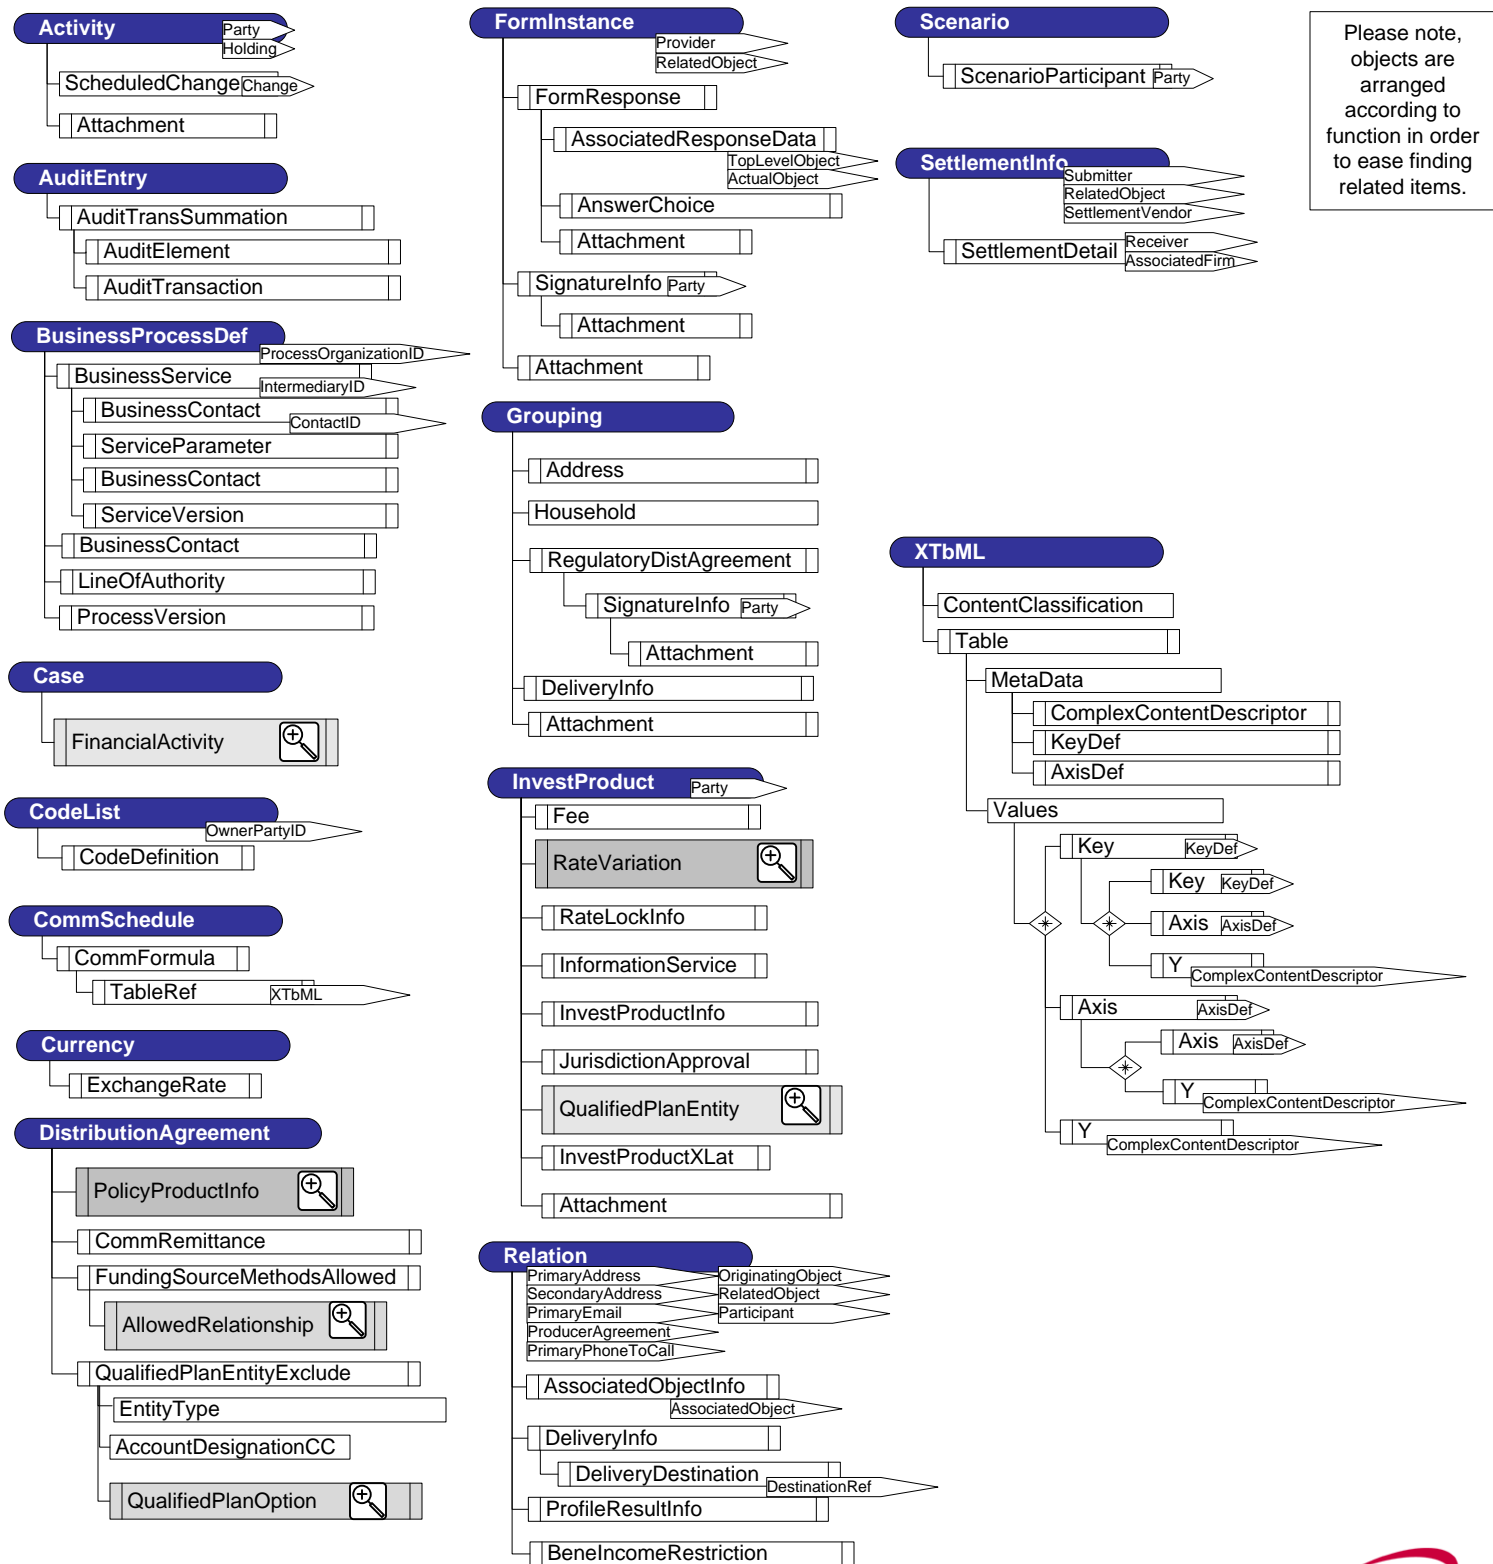 Activity
Party
Holding
ScheduledChange
Change
Attachment
AuditEntry
AuditTransSummation
AuditElement
AuditTransaction
BusinessProcessDef
ProcessOrganizationID
BusinessService
IntermediaryID
BusinessContact
ContactID
ServiceParameter
BusinessContact
ServiceVersion
BusinessContact
LineOfAuthority
ProcessVersion
Case
FinancialActivity
CodeList
OwnerPartyID
CodeDefinition
CommSchedule
CommFormula
TableRef
XTbML
Currency
ExchangeRate
DistributionAgreement
PolicyProductInfo
CommRemittance
FundingSourceMethodsAllowed
AllowedRelationship
QualifiedPlanEntityExclude
EntityType
AccountDesignationCC
QualifiedPlanOption
FormInstance
Provider
RelatedObject
FormResponse
AssociatedResponseData
TopLevelObject
ActualObject
AnswerChoice
Attachment
SignatureInfo
Party
Attachment
Attachment
Grouping
Address
Household
RegulatoryDistAgreement
SignatureInfo
Party
Attachment
DeliveryInfo
Attachment
InvestProduct
Party
Fee
RateVariation
RateLockInfo
InformationService
InvestProductInfo
JurisdictionApproval
QualifiedPlanEntity
InvestProductXLat
Attachment
Relation
PrimaryAddress
OriginatingObject
SecondaryAddress
RelatedObject
PrimaryEmail
Participant
ProducerAgreement
PrimaryPhoneToCall
AssociatedObjectInfo
AssociatedObject
DeliveryInfo
DeliveryDestination
DestinationRef
ProfileResultInfo
BeneIncomeRestriction
Scenario
ScenarioParticipant
Party
SettlementInfo
Submitter
RelatedObject
SettlementVendor
SettlementDetail
Receiver
AssociatedFirm
XTbML
ContentClassification
Table
MetaData
ComplexContentDescriptor
KeyDef
AxisDef
Values
Key
KeyDef
Key
KeyDef
Axis
AxisDef
Y
ComplexContentDescriptor
Axis
AxisDef
Axis
AxisDef
Y
ComplexContentDescriptor
Y
ComplexContentDescriptor
Please note,
objects are
arranged
according to
function in order
to ease finding
related items.